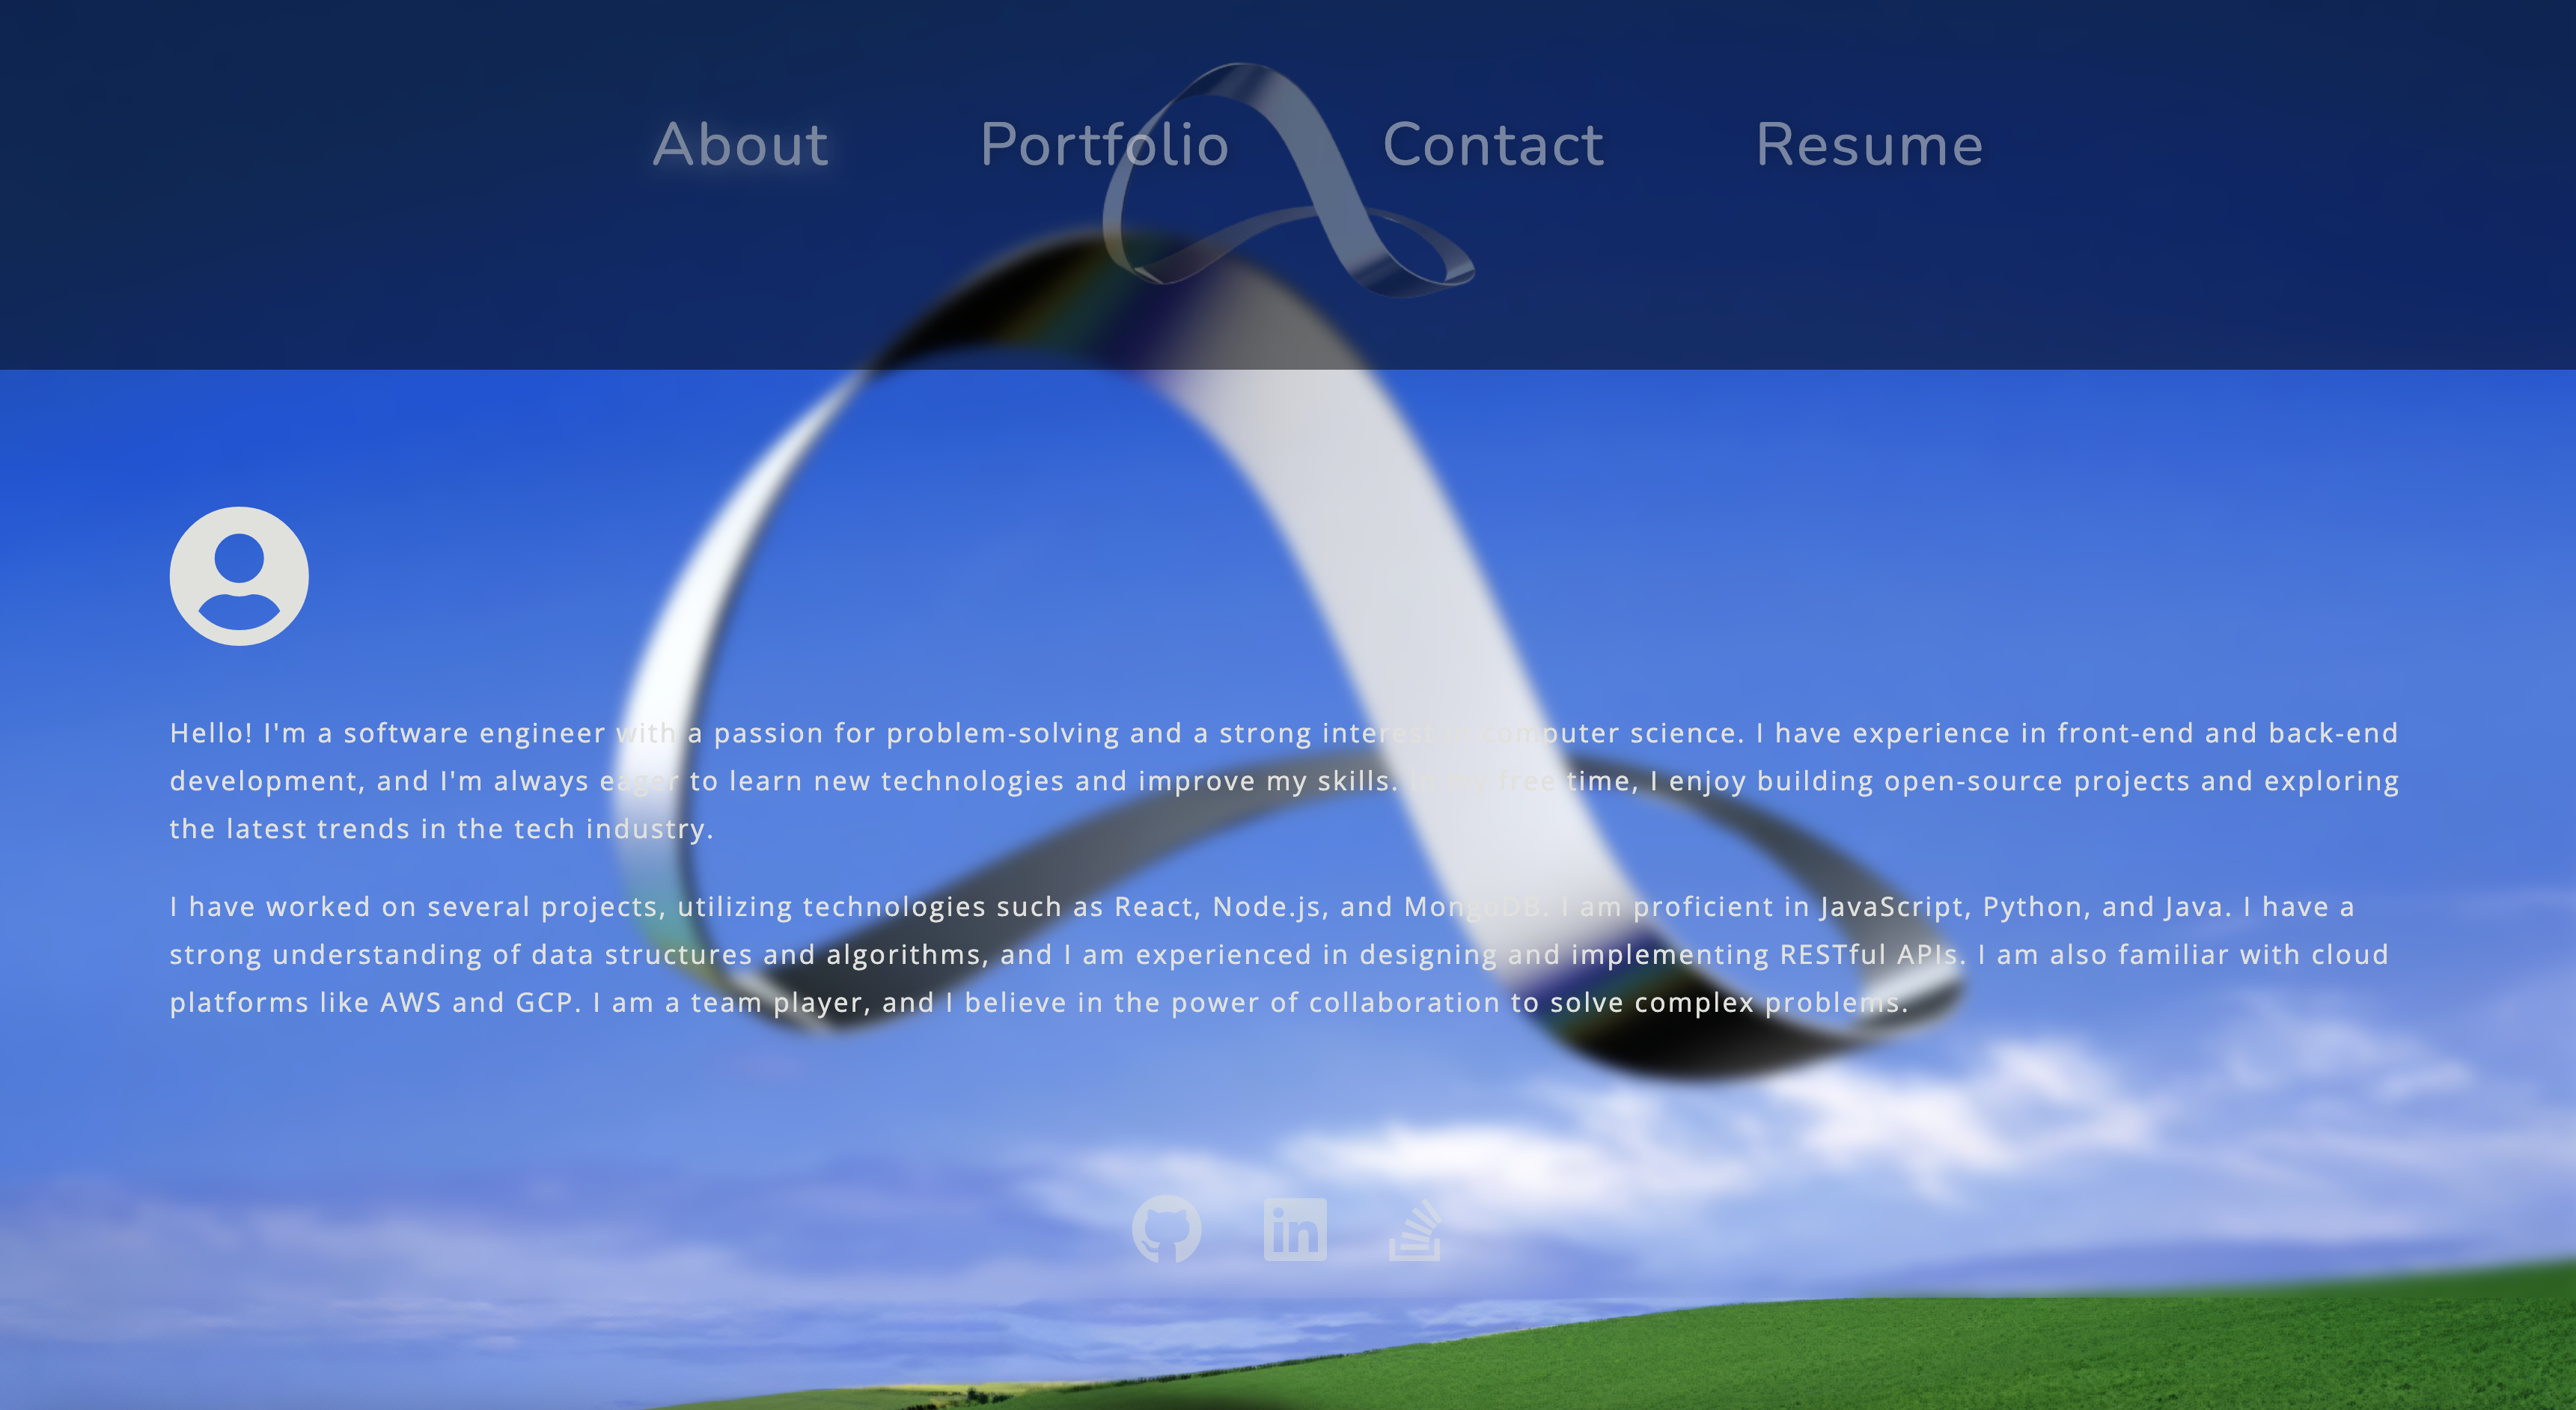 About Portfolio Contact Resume
Hello! I'm a software engineer with a passion for problem-solving and a strong interest in computer science. I have experience in front-end and back-end
development, and I'm always eager to learn new technologies and improve my skills. In my free time, I enjoy building open-source projects and exploring
the latest trends in the tech industry.
I have worked on several projects, utilizing technologies such as React, Node.js, and MongoDB. I am proficient in JavaScript, Python, and Java. I have a
strong understanding of data structures and algorithms, and I am experienced in designing and implementing RESTful APIs. I am also familiar with cloud
platforms like AWS and GCP. I am a team player, and I believe in the power of collaboration to solve complex problems.
in